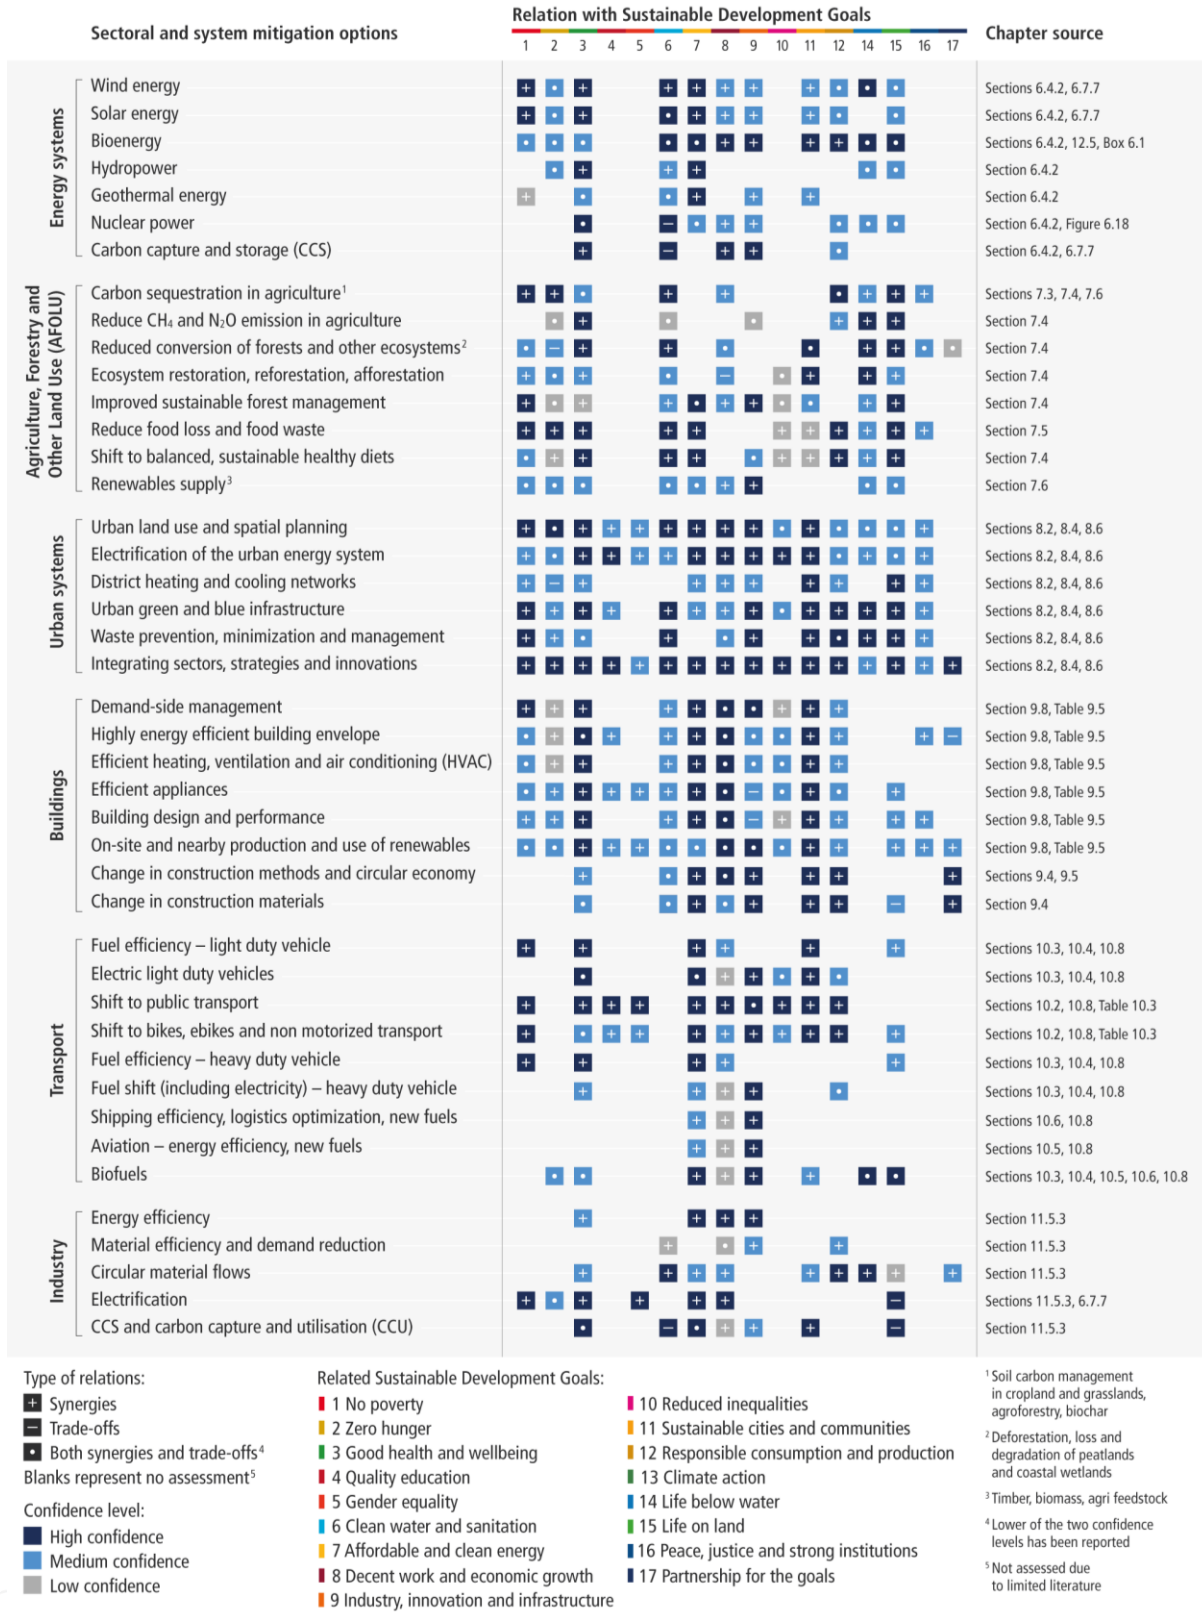 Relation with Sustainable Development Goals
Sectoral and system mitigation options
Chapter source
1 2 3 4 5 6 7 8 9 10 11 12 14 15 16 17
Energy systems
Wind energy + • + + + + + + • • • Sections 6.4.2, 6.7.7
Solar energy + • + • + + + + • • Sections 6.4.2, 6.7.7
Bioenergy • • • • • + + + + • • Sections 6.4.2, 12.5, Box 6.1
Hydropower • + + + • • Section 6.4.2
Geothermal energy + • • + + + Section 6.4.2
Nuclear power • − • + + • • • Section 6.4.2, Figure 6.18
Carbon capture and storage (CCS) + − + + • Section 6.4.2, 6.7.7
Agriculture, Forestry and Other Land Use (AFOLU)
Carbon sequestration in agriculture¹ + + • + + • + + + Sections 7.3, 7.4, 7.6
Reduce CH₄ and N₂O emission in agriculture • + • • + + + Section 7.4
Reduced conversion of forests and other ecosystems² • − + + • • + + • • Section 7.4
Ecosystem restoration, reforestation, afforestation + • + • − • + + + Section 7.4
Improved sustainable forest management + • + + • + + • • + + Section 7.4
Reduce food loss and food waste + + + + + + + + + + + Section 7.5
Shift to balanced, sustainable healthy diets • + + + + • + + + + + Section 7.4
Renewables supply³ • • • • • + + • • Section 7.6
Urban systems
Urban land use and spatial planning + • + + + + + + + • + • • • + Sections 8.2, 8.4, 8.6
Electrification of the urban energy system + • + + + + + + + + + • + • + Sections 8.2, 8.4, 8.6
District heating and cooling networks + − + + + + + + + + Sections 8.2, 8.4, 8.6
Urban green and blue infrastructure + + + + + + + + • + + + + + Sections 8.2, 8.4, 8.6
Waste prevention, minimization and management + + • + • + + • + + + Sections 8.2, 8.4, 8.6
Integrating sectors, strategies and innovations + + + + + + + + + + + + + + + + Sections 8.2, 8.4, 8.6
Buildings
Demand-side management + + + + + • • + + + Section 9.8, Table 9.5
Highly energy efficient building envelope • + • + + + • • • + + + − Section 9.8, Table 9.5
Efficient heating, ventilation and air conditioning (HVAC) • + + + + • • • + + Section 9.8, Table 9.5
Efficient appliances • + + + + + + • − • + • + Section 9.8, Table 9.5
Building design and performance + + + + + • − + + + + + Section 9.8, Table 9.5
On-site and nearby production and use of renewables • • + + + • • • • • + + + + + Section 9.8, Table 9.5
Change in construction methods and circular economy + • + • + + + + Sections 9.4, 9.5
Change in construction materials • • + • + + + − + Section 9.4
Transport
Fuel efficiency – light duty vehicle + + + + + + Sections 10.3, 10.4, 10.8
Electric light duty vehicles • • + + • + • Sections 10.3, 10.4, 10.8
Shift to public transport + + + + + + • + + + Sections 10.2, 10.8, Table 10.3
Shift to bikes, ebikes and non motorized transport + • + + + + + + + + + Sections 10.2, 10.8, Table 10.3
Fuel efficiency – heavy duty vehicle + + + + + Sections 10.3, 10.4, 10.8
Fuel shift (including electricity) – heavy duty vehicle + + + + • Sections 10.3, 10.4, 10.8
Shipping efficiency, logistics optimization, new fuels + + + Sections 10.6, 10.8
Aviation – energy efficiency, new fuels + + + Sections 10.5, 10.8
Biofuels • • + + + + • • Sections 10.3, 10.4, 10.5, 10.6, 10.8
Industry
Energy efficiency + + + + Section 11.5.3
Material efficiency and demand reduction + • + + Section 11.5.3
Circular material flows + + + + + + + + + Section 11.5.3
Electrification + • + + + + − Sections 11.5.3, 6.7.7
CCS and carbon capture and utilisation (CCU) • − • + + + − Section 11.5.3
Type of relations:
+ Synergies
− Trade-offs
• Both synergies and trade-offs⁴
Blanks represent no assessment⁵
Confidence level:
High confidence
Medium confidence
Low confidence
Related Sustainable Development Goals:
1 No poverty
2 Zero hunger
3 Good health and wellbeing
4 Quality education
5 Gender equality
6 Clean water and sanitation
7 Affordable and clean energy
8 Decent work and economic growth
9 Industry, innovation and infrastructure
10 Reduced inequalities
11 Sustainable cities and communities
12 Responsible consumption and production
13 Climate action
14 Life below water
15 Life on land
16 Peace, justice and strong institutions
17 Partnership for the goals
¹ Soil carbon management
in cropland and grasslands,
agroforestry, biochar
² Deforestation, loss and
degradation of peatlands
and coastal wetlands
³ Timber, biomass, agri feedstock
⁴ Lower of the two confidence
levels has been reported
⁵ Not assessed due
to limited literature